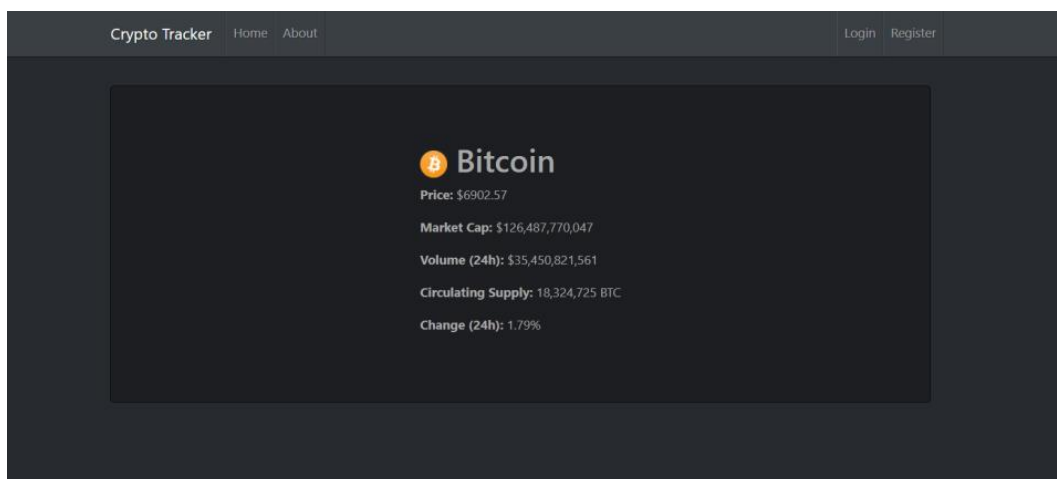 Crypto Tracker Home About Login Register
Bitcoin
Price: $6902.57
Market Cap: $126,487,770,047
Volume (24h): $35,450,821,561
Circulating Supply: 18,324,725 BTC
Change (24h): 1.79%